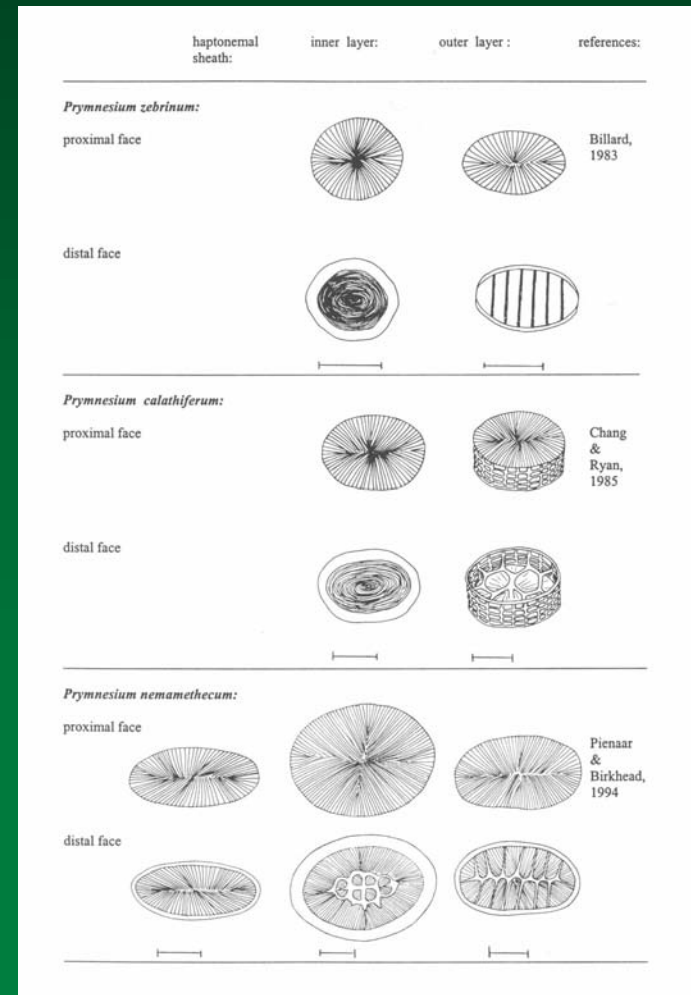 haptonemal inner layer: outer layer : references:
sheath:
Prymnesium zebrinum:
proximal face Billard,
1983
distal face
Prymnesium calathiferum:
proximal face Chang
&
Ryan,
1985
distal face
Prymnesium nemamethecum:
proximal face Pienaar
&
Birkhead,
1994
distal face